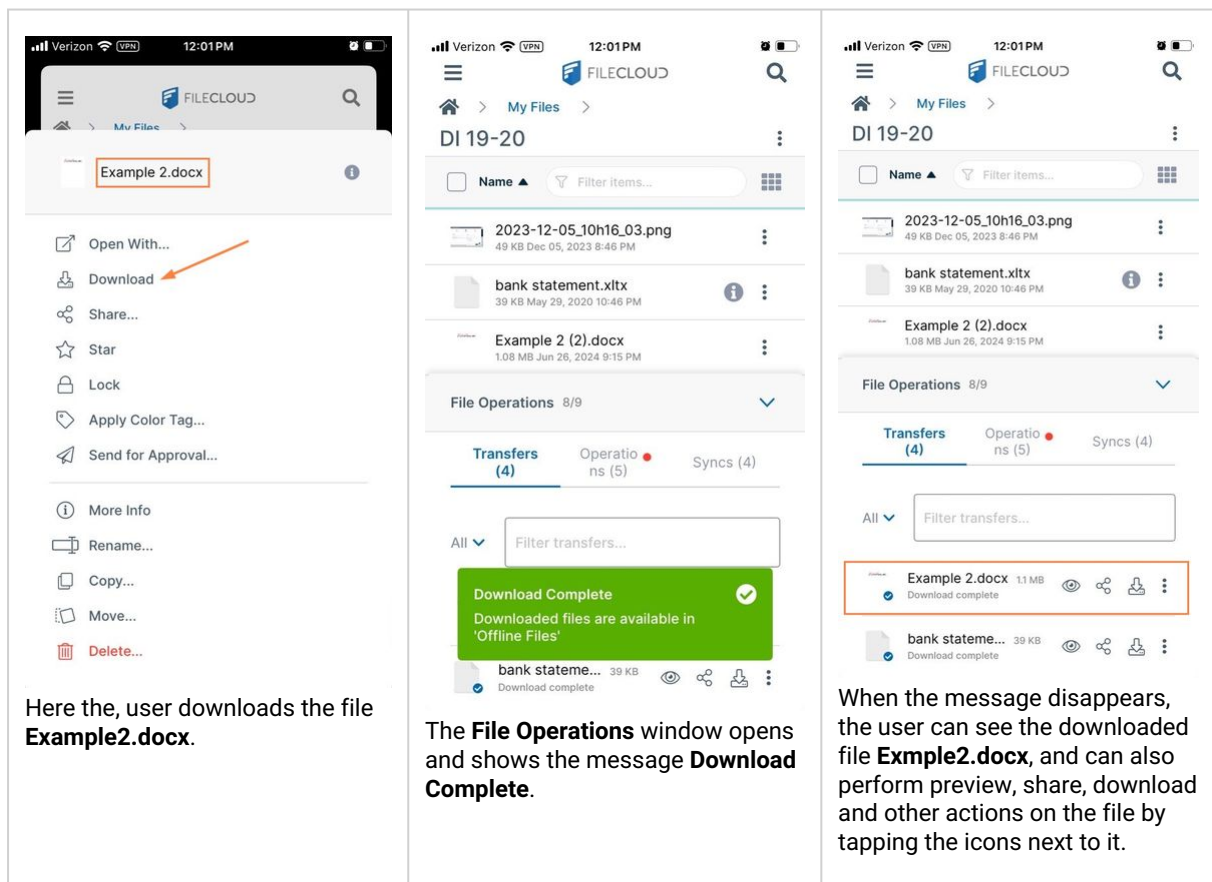 Verizon VPN 12:01 PM
FILECLOUD
My Files
Example 2.docx
Open With...
Download
Share...
Star
Lock
Apply Color Tag...
Send for Approval...
More Info
Rename...
Copy...
Move...
Delete...
Here the, user downloads the file
Example2.docx.
Verizon VPN 12:01 PM
FILECLOUD
> My Files >
DI 19-20
Name ▲ Filter items...
2023-12-05_10h16_03.png
49 KB Dec 05, 2023 8:46 PM
bank statement.xltx
39 KB May 29, 2020 10:46 PM
Example 2 (2).docx
1.08 MB Jun 26, 2024 9:15 PM
File Operations 8/9
Transfers (4)
Operatio
ns (5)
Syncs (4)
All Filter transfers...
Download Complete
Downloaded files are available in
'Offline Files'
bank stateme... 39 KB
Download complete
The File Operations window opens
and shows the message Download
Complete.
Verizon VPN 12:01 PM
FILECLOUD
> My Files >
DI 19-20
Name ▲ Filter items...
2023-12-05_10h16_03.png
49 KB Dec 05, 2023 8:46 PM
bank statement.xltx
39 KB May 29, 2020 10:46 PM
Example 2 (2).docx
1.08 MB Jun 26, 2024 9:15 PM
File Operations 8/9
Transfers (4)
Operatio
ns (5)
Syncs (4)
All Filter transfers...
Example 2.docx 1.1 MB
Download complete
bank stateme... 39 KB
Download complete
When the message disappears,
the user can see the downloaded
file Exmple2.docx, and can also
perform preview, share, download
and other actions on the file by
tapping the icons next to it.